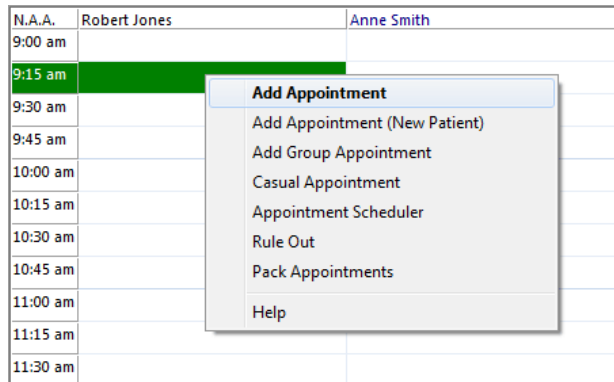 N.A.A. Robert Jones Anne Smith
9:00 am
9:15 am
Add Appointment
9:30 am
Add Appointment (New Patient)
9:45 am
Add Group Appointment
10:00 am
Casual Appointment
10:15 am
Appointment Scheduler
10:30 am
Rule Out
10:45 am
Pack Appointments
11:00 am
Help
11:15 am
11:30 am